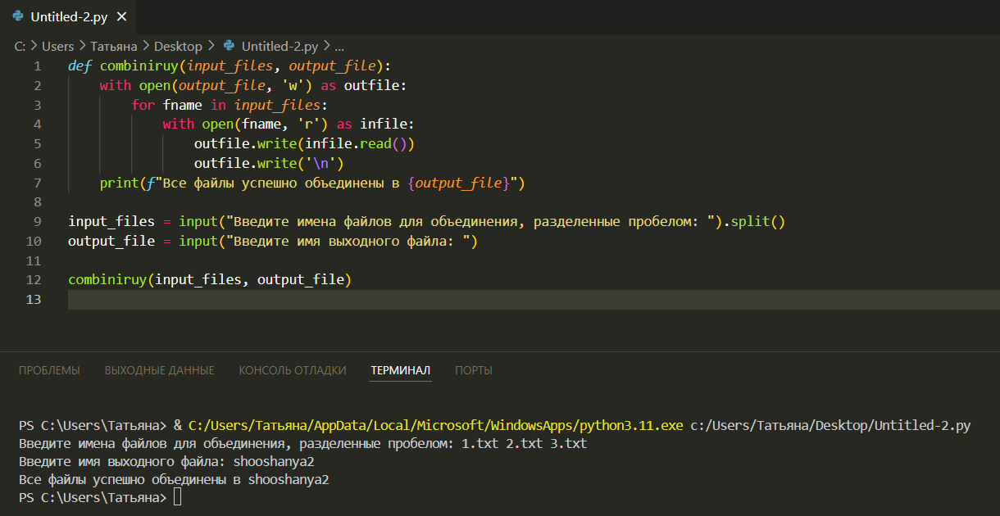 Untitled-2.py ×
C: > Users > Татьяна > Desktop > Untitled-2.py > ...
1 def combiniruy(input_files, output_file):
2     with open(output_file, 'w') as outfile:
3         for fname in input_files:
4             with open(fname, 'r') as infile:
5                 outfile.write(infile.read())
6                 outfile.write('\n')
7     print(f"Все файлы успешно объединены в {output_file}")
8
9 input_files = input("Введите имена файлов для объединения, разделенные пробелом: ").split()
10 output_file = input("Введите имя выходного файла: ")
11
12 combiniruy(input_files, output_file)
13
ПРОБЛЕМЫ ВЫХОДНЫЕ ДАННЫЕ КОНСОЛЬ ОТЛАДКИ ТЕРМИНАЛ ПОРТЫ
PS C:\Users\Татьяна> & C:/Users/Татьяна/AppData/Local/Microsoft/WindowsApps/python3.11.exe c:/Users/Татьяна/Desktop/Untitled-2.py
Введите имена файлов для объединения, разделенные пробелом: 1.txt 2.txt 3.txt
Введите имя выходного файла: shooshanya2
Все файлы успешно объединены в shooshanya2
PS C:\Users\Татьяна>